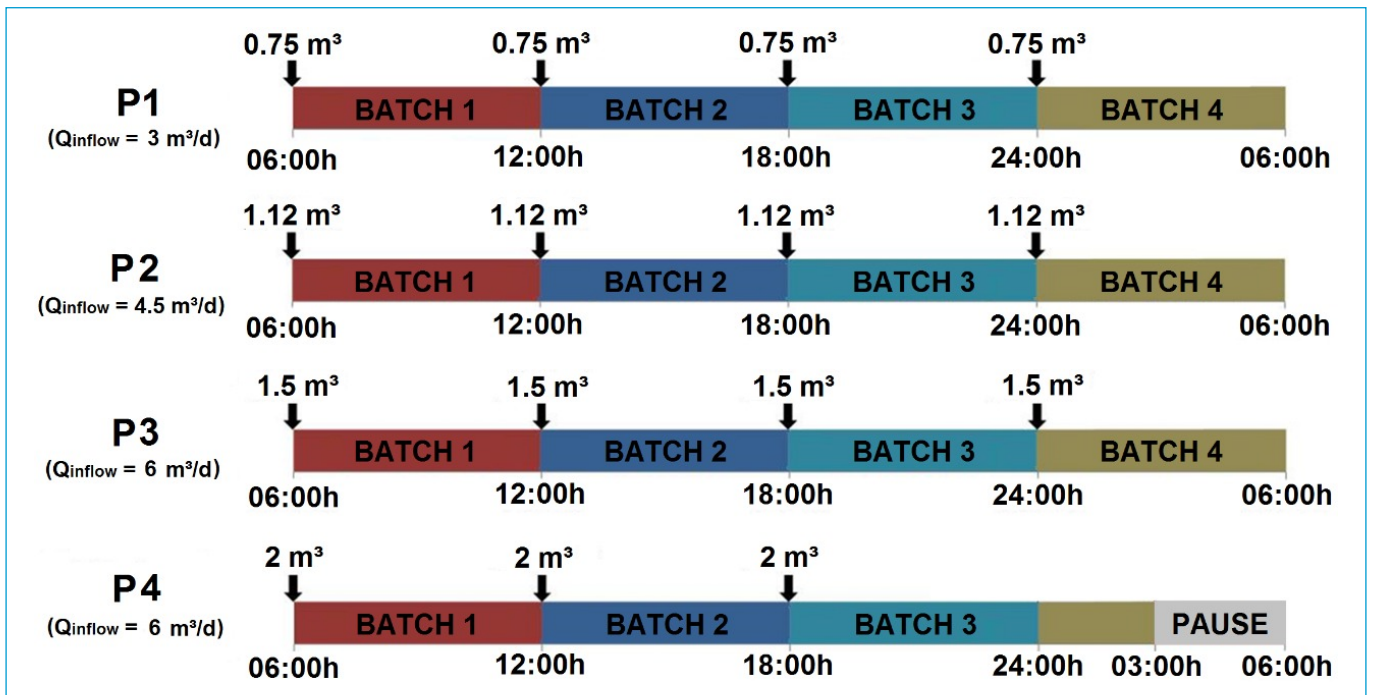 0.75 m³ 0.75 m³ 0.75 m³ 0.75 m³
P1 BATCH 1 BATCH 2 BATCH 3 BATCH 4
(Qinflow = 3 m³/d)
06:00h 12:00h 18:00h 24:00h 06:00h
1.12 m³ 1.12 m³ 1.12 m³ 1.12 m³
P2 BATCH 1 BATCH 2 BATCH 3 BATCH 4
(Qinflow = 4.5 m³/d)
06:00h 12:00h 18:00h 24:00h 06:00h
1.5 m³ 1.5 m³ 1.5 m³ 1.5 m³
P3 BATCH 1 BATCH 2 BATCH 3 BATCH 4
(Qinflow = 6 m³/d)
06:00h 12:00h 18:00h 24:00h 06:00h
2 m³ 2 m³ 2 m³
P4 BATCH 1 BATCH 2 BATCH 3 PAUSE
(Qinflow = 6 m³/d)
06:00h 12:00h 18:00h 24:00h 03:00h 06:00h